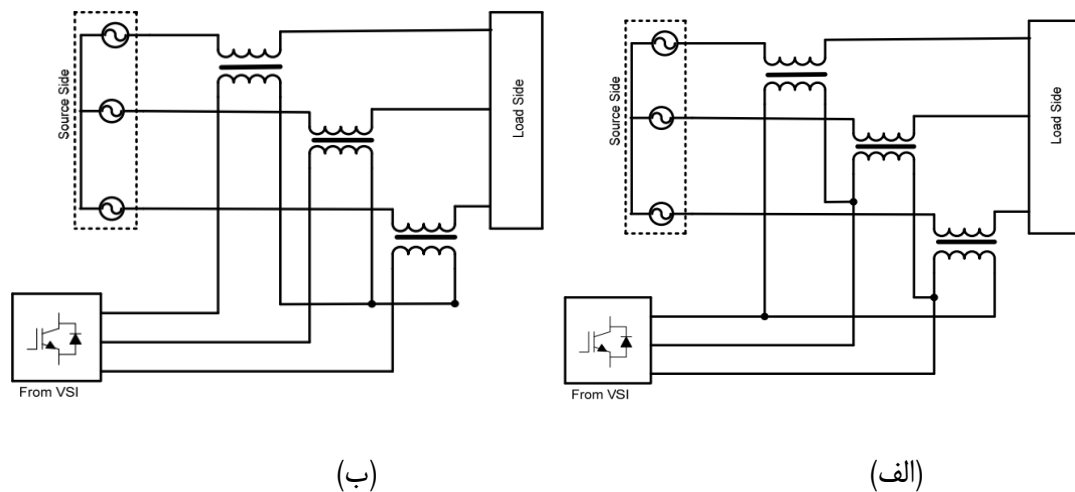 Source Side
Load Side
From VSI
(ب)
Source Side
Load Side
From VSI
(الف)